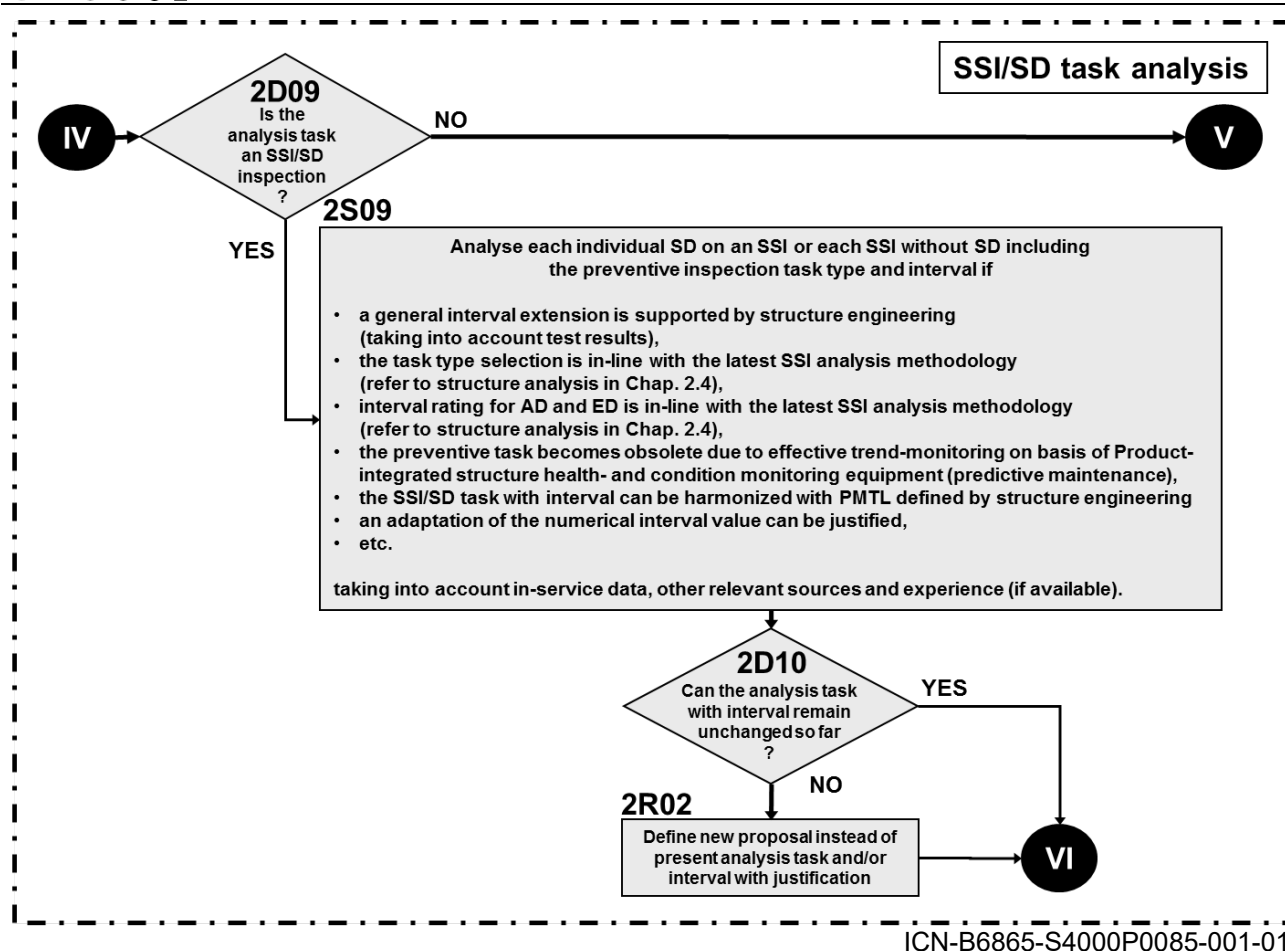 SSI/SD task analysis
2D09
Is the
analysis task
an SSI/SD
inspection
?
IV
NO
V
YES
2S09
Analyse each individual SD on an SSI or each SSI without SD including
the preventive inspection task type and interval if
• a general interval extension is supported by structure engineering
(taking into account test results),
• the task type selection is in-line with the latest SSI analysis methodology
(refer to structure analysis in Chap. 2.4),
• interval rating for AD and ED is in-line with the latest SSI analysis methodology
(refer to structure analysis in Chap. 2.4),
• the preventive task becomes obsolete due to effective trend-monitoring on basis of Product-
integrated structure health- and condition monitoring equipment (predictive maintenance),
• the SSI/SD task with interval can be harmonized with PMTL defined by structure engineering
• an adaptation of the numerical interval value can be justified,
• etc.
taking into account in-service data, other relevant sources and experience (if available).
2D10
Can the analysis task
with interval remain
unchanged so far
?
YES
NO
2R02
Define new proposal instead of
present analysis task and/or
interval with justification
VI
ICN-B6865-S4000P0085-001-01